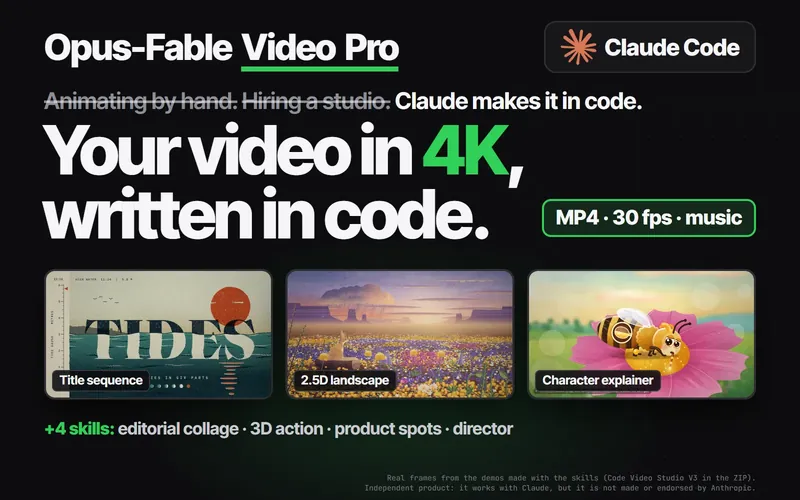 Opus-Fable Video Pro
Claude Code
Animating by hand. Hiring a studio. Claude makes it in code.
Your video in 4K,
written in code.
MP4 · 30 fps · music
TIDES
IN SIX PARTS
Title sequence
2.5D landscape
Character explainer
+4 skills: editorial collage · 3D action · product spots · director
Real frames from the demos made with the skills (Code Video Studio V3 in the ZIP).
Independent product: it works with Claude, but it is not made or endorsed by Anthropic.